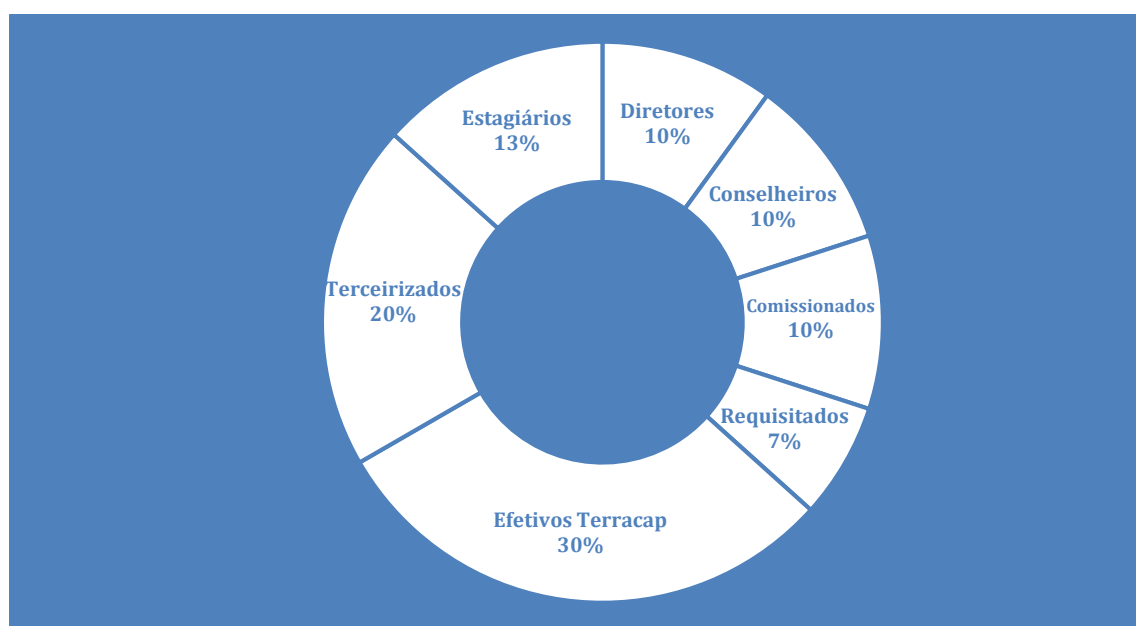 Diretores
10%
Conselheiros
10%
Comissionados
10%
Requisitados
7%
Efetivos Terracap
30%
Terceirizados
20%
Estagiários
13%